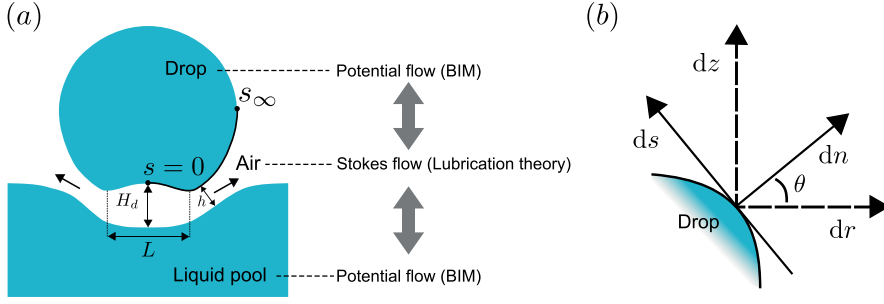 (a)
Drop
Potential flow (BIM)
s∞
Air
Stokes flow (Lubrication theory)
s = 0
H_d
h
L
Liquid pool
Potential flow (BIM)
(b)
dz
ds
dn
θ
dr
Drop